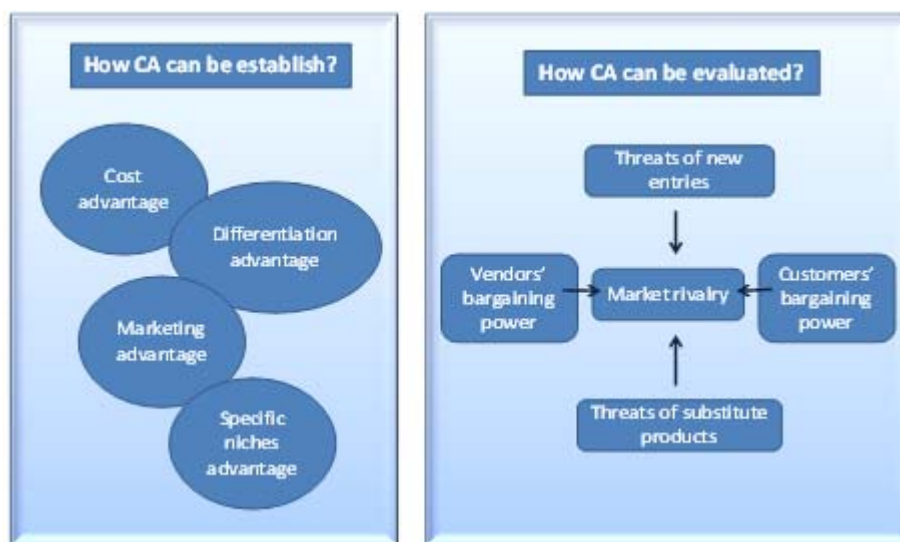 How CA can be establish?
Cost
advantage
Differentiation
advantage
Marketing
advantage
Specific
niches
advantage
How CA can be evaluated?
Threats of new
entries
Vendors'
bargaining
power
Market rivalry
Customers'
bargaining
power
Threats of substitute
products